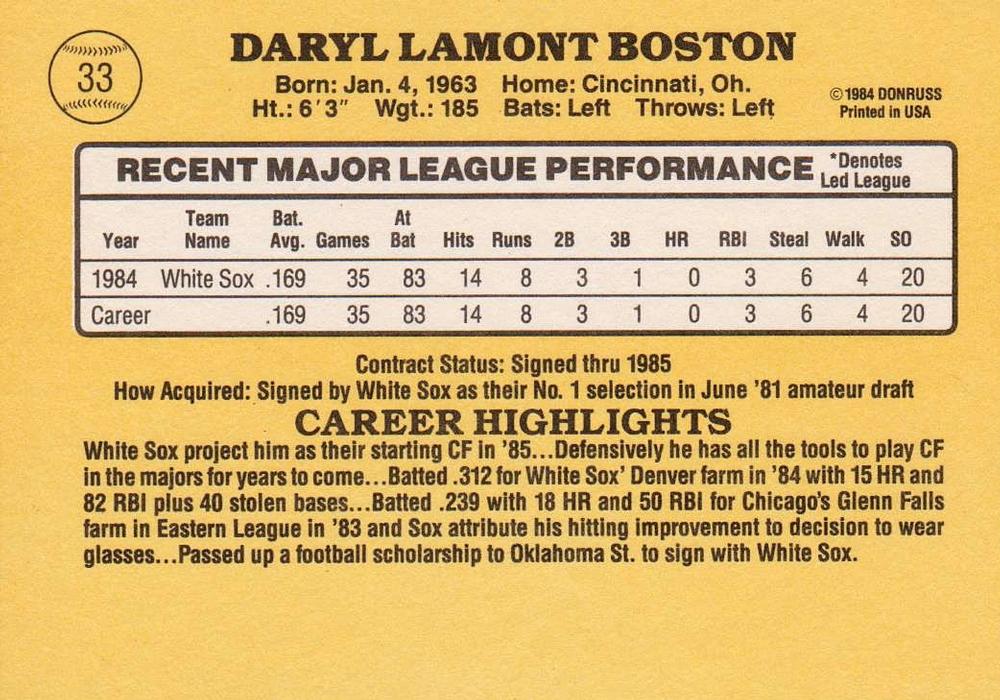 33
DARYL LAMONT BOSTON
Born: Jan. 4, 1963 Home: Cincinnati, Oh.
Ht.: 6'3" Wgt.: 185 Bats: Left Throws: Left
©1984 DONRUSS
Printed in USA
RECENT MAJOR LEAGUE PERFORMANCE *Denotes
Led League
Year Team Name Bat. Avg. Games At Bat Hits Runs 2B 3B HR RBI Steal Walk SO
1984 White Sox .169 35 83 14 8 3 1 0 3 6 4 20
Career .169 35 83 14 8 3 1 0 3 6 4 20
Contract Status: Signed thru 1985
How Acquired: Signed by White Sox as their No. 1 selection in June '81 amateur draft
CAREER HIGHLIGHTS
White Sox project him as their starting CF in '85...Defensively he has all the tools to play CF
in the majors for years to come...Batted .312 for White Sox' Denver farm in '84 with 15 HR and
82 RBI plus 40 stolen bases...Batted .239 with 18 HR and 50 RBI for Chicago's Glenn Falls
farm in Eastern League in '83 and Sox attribute his hitting improvement to decision to wear
glasses...Passed up a football scholarship to Oklahoma St. to sign with White Sox.